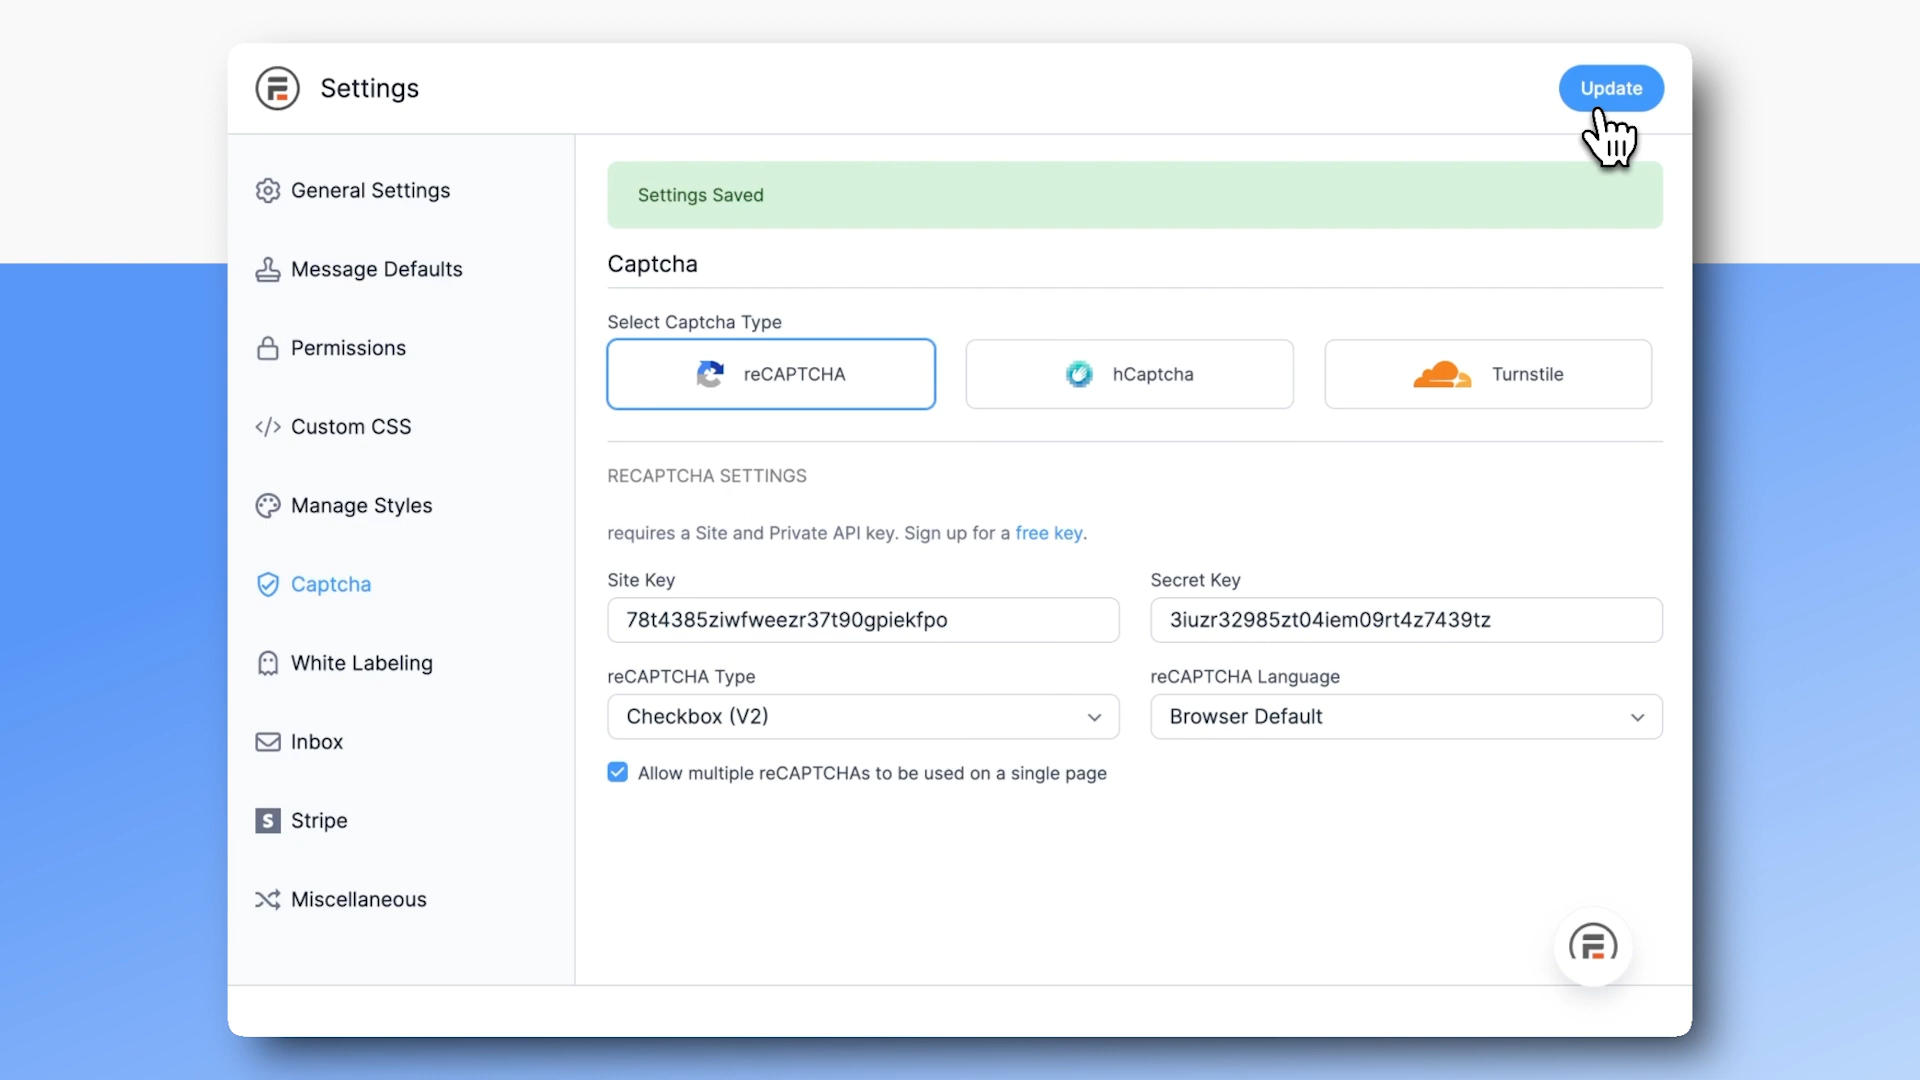 Settings
Update
General Settings
Message Defaults
Permissions
Custom CSS
Manage Styles
Captcha
White Labeling
Inbox
Stripe
Miscellaneous
Settings Saved
Captcha
Select Captcha Type
reCAPTCHA
hCaptcha
Turnstile
RECAPTCHA SETTINGS
requires a Site and Private API key. Sign up for a free key.
Site Key
78t4385ziwfweezr37t90gpiekfpo
Secret Key
3iuzr32985zt04iem09rt4z7439tz
reCAPTCHA Type
Checkbox (V2)
reCAPTCHA Language
Browser Default
Allow multiple reCAPTCHAs to be used on a single page